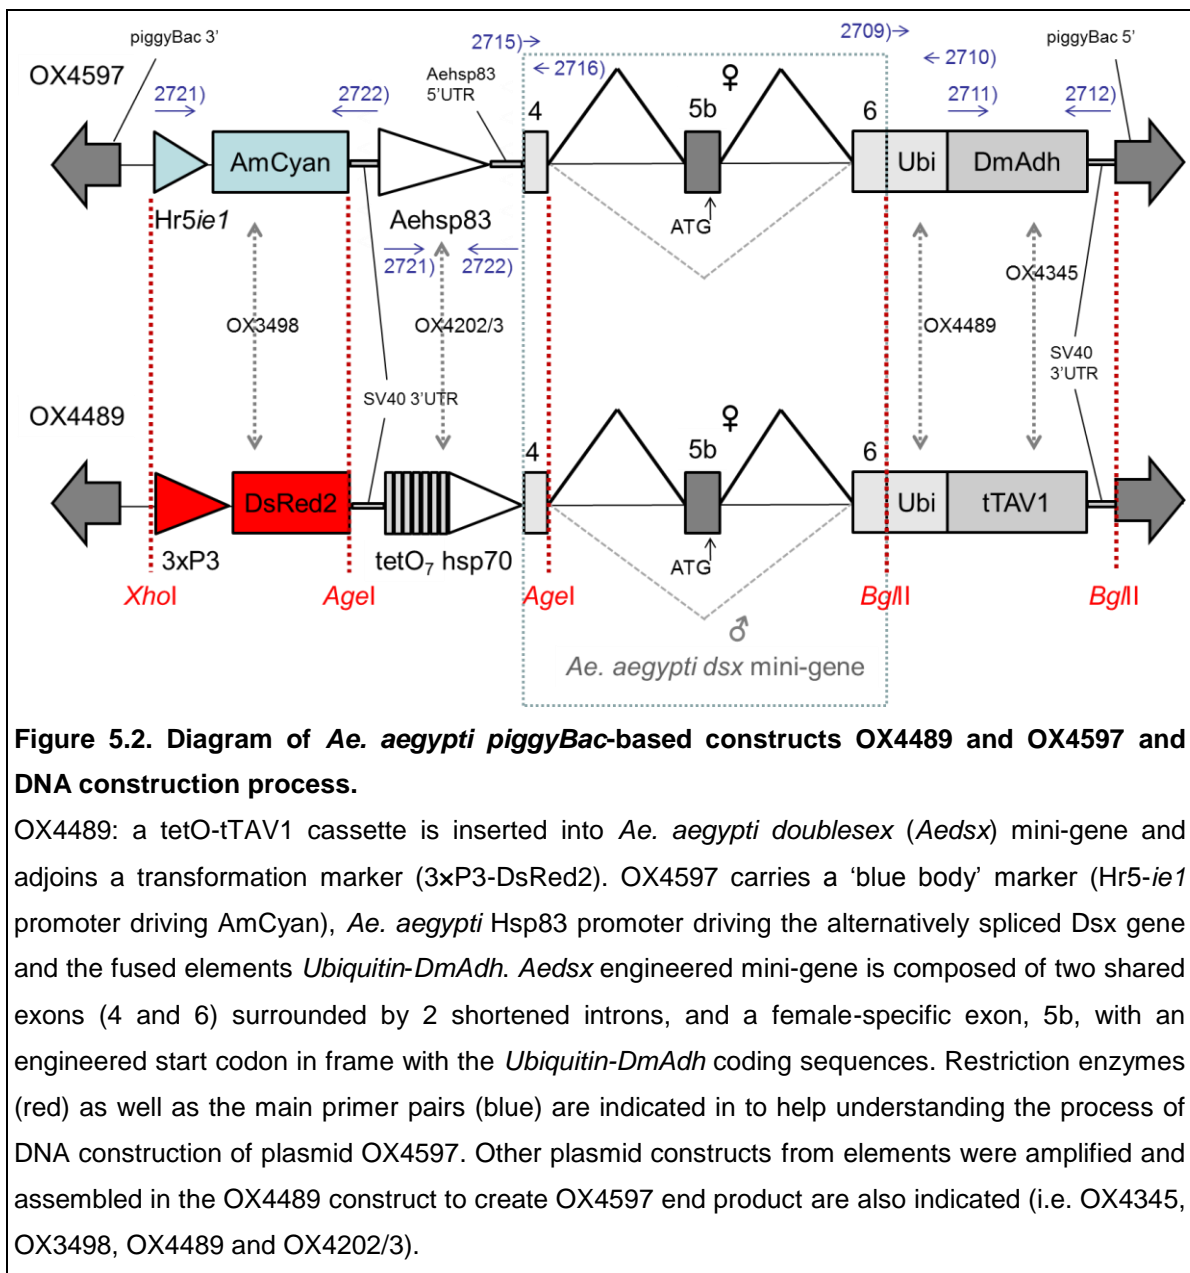 piggyBac 3’
2715)
2709)
piggyBac 5’
OX4597
2721)
2722)
Aehsp83
5’UTR
2716)
♀
2710)
2711)
2712)
4
5b
6
AmCyan
Ubi
DmAdh
Hr5ie1
Aehsp83
ATG
2721)
2722)
OX4345
OX3498
OX4202/3
OX4489
SV40 3’UTR
SV40
3’UTR
OX4489
4
5b
♀
6
DsRed2
Ubi
tTAV1
3xP3
tetO7 hsp70
ATG
XhoI
AgeI
AgeI
BglII
BglII
♂
Ae. aegypti dsx mini-gene
Figure 5.2. Diagram of Ae. aegypti piggyBac-based constructs OX4489 and OX4597 and
DNA construction process.
OX4489: a tetO-tTAV1 cassette is inserted into Ae. aegypti doublesex (Aedsx) mini-gene and
adjoins a transformation marker (3×P3-DsRed2). OX4597 carries a ‘blue body’ marker (Hr5-ie1
promoter driving AmCyan), Ae. aegypti Hsp83 promoter driving the alternatively spliced Dsx gene
and the fused elements Ubiquitin-DmAdh. Aedsx engineered mini-gene is composed of two shared
exons (4 and 6) surrounded by 2 shortened introns, and a female-specific exon, 5b, with an
engineered start codon in frame with the Ubiquitin-DmAdh coding sequences. Restriction enzymes
(red) as well as the main primer pairs (blue) are indicated in to help understanding the process of
DNA construction of plasmid OX4597. Other plasmid constructs from elements were amplified and
assembled in the OX4489 construct to create OX4597 end product are also indicated (i.e. OX4345,
OX3498, OX4489 and OX4202/3).